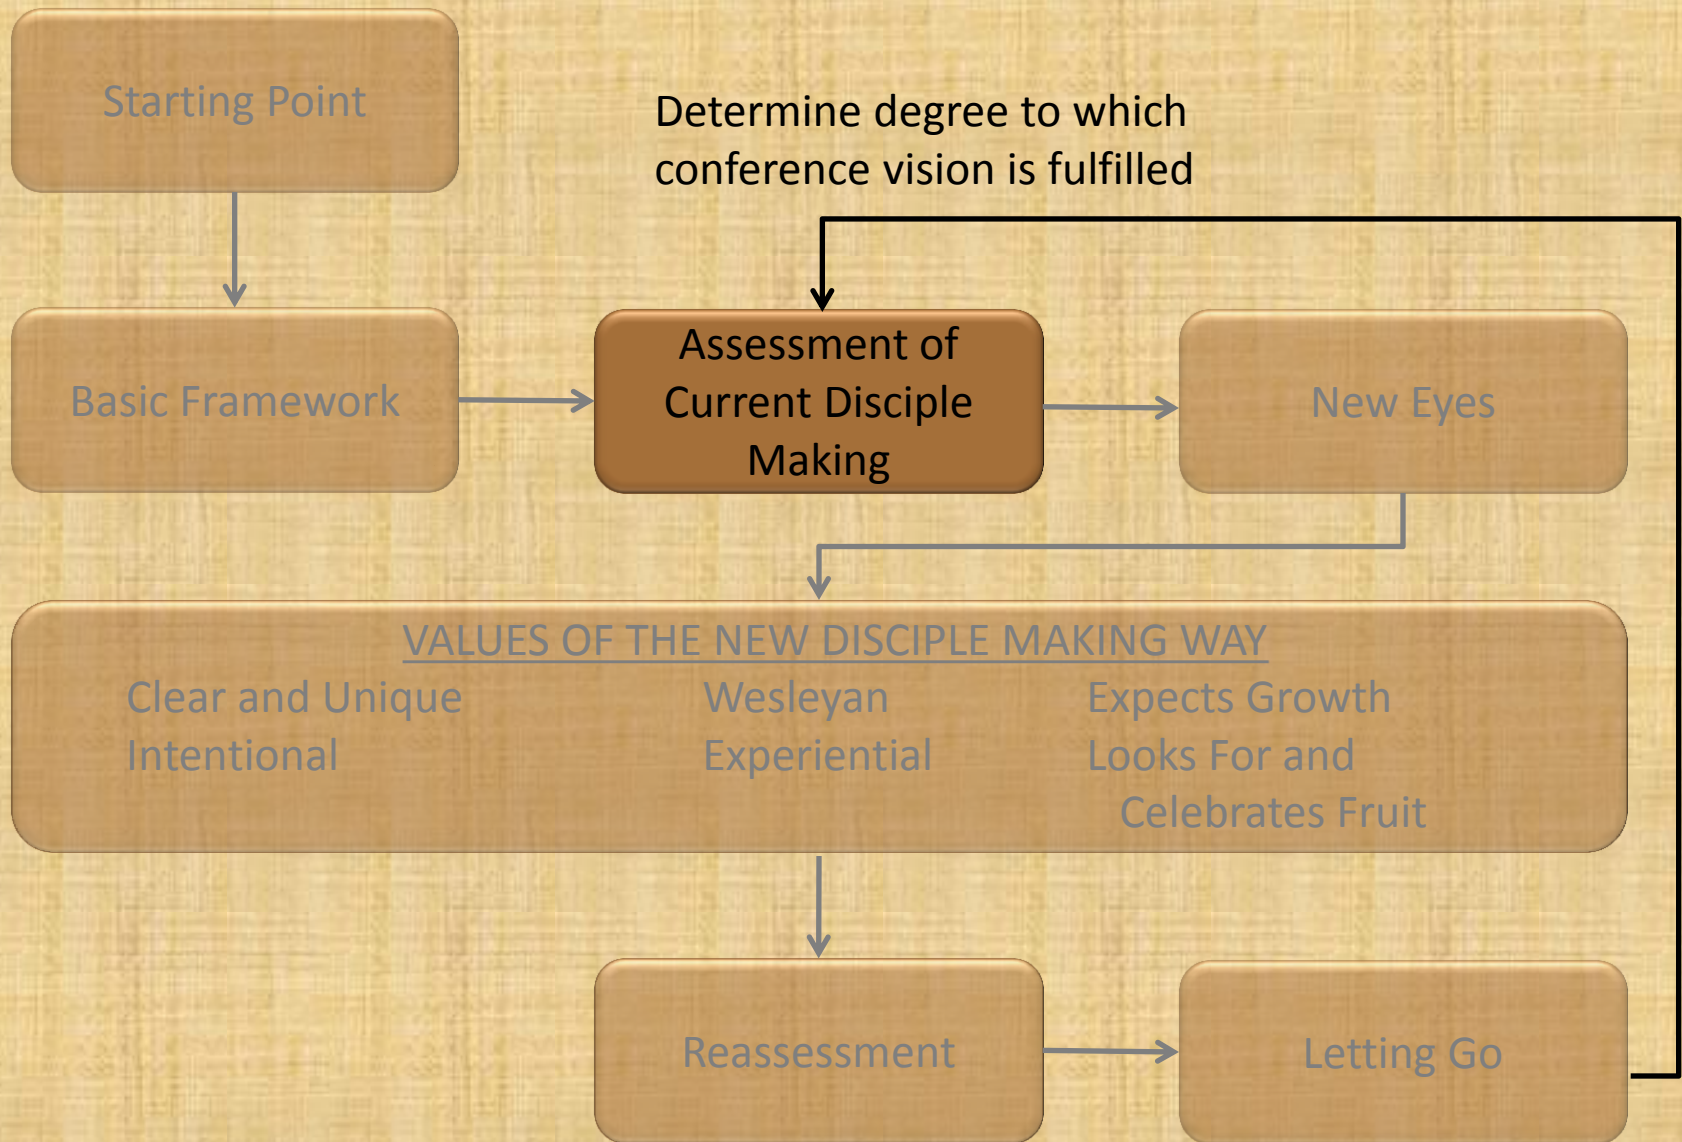 Starting Point
Determine degree to which
conference vision is fulfilled
Basic Framework
Assessment of
Current Disciple
Making
New Eyes
VALUES OF THE NEW DISCIPLE MAKING WAY
Clear and Unique
Intentional
Wesleyan
Experiential
Expects Growth
Looks For and
Celebrates Fruit
Reassessment
Letting Go